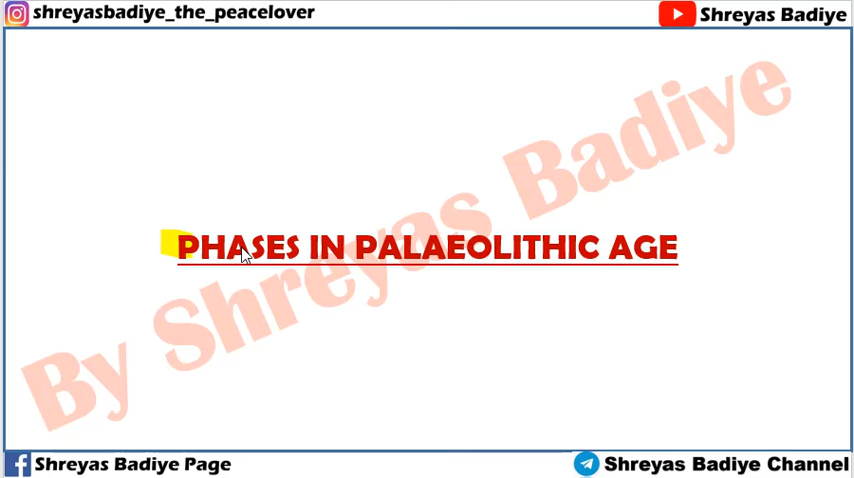 shreyasbadiye_the_peacelover
Shreyas Badiye
By Shreyas Badiye
PHASES IN PALAEOLITHIC AGE
Shreyas Badiye Page
Shreyas Badiye Channel